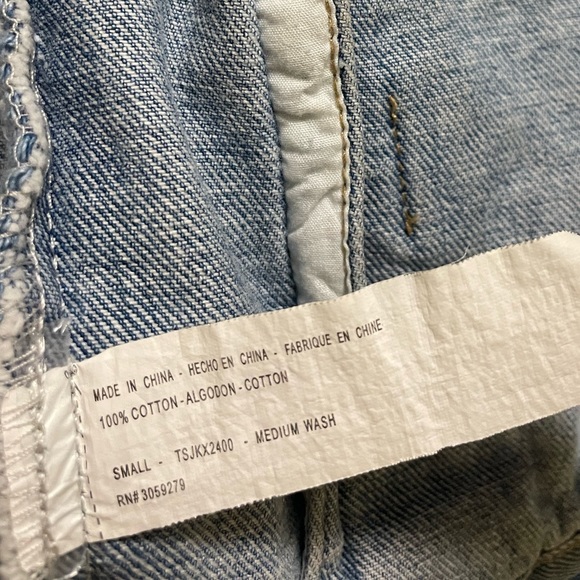 MADE IN CHINA - HECHO EN CHINA - FABRIQUE EN CHINE
100% COTTON - ALGODON - COTTON
SMALL - TSJKX2400 - MEDIUM WASH
RN# 3059279